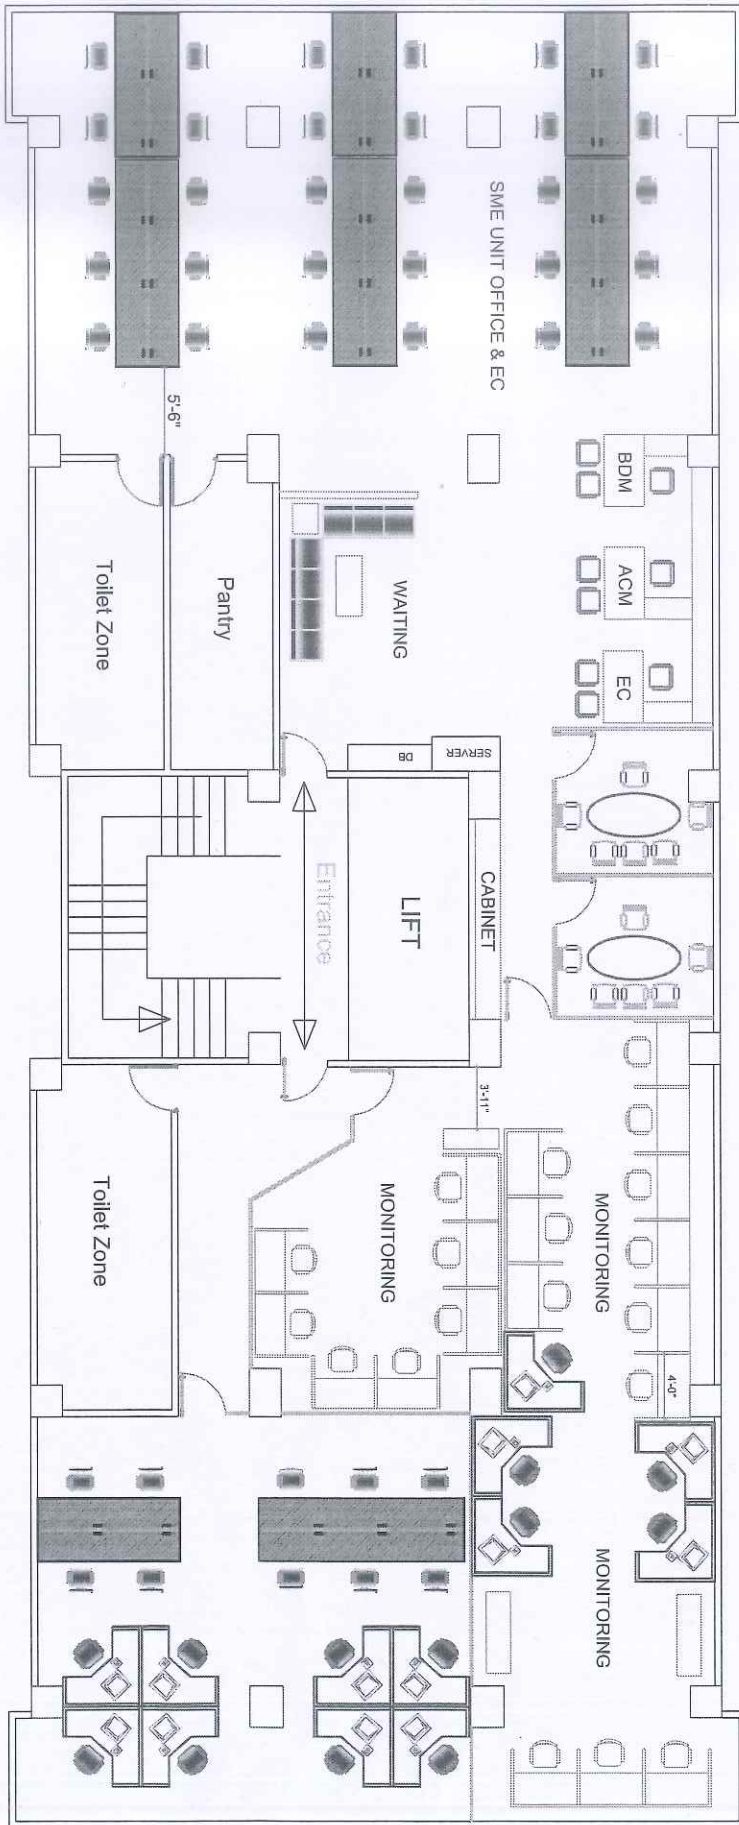 SME UNIT OFFICE & EC
5'-6"
BDM
ACM
EC
WAITING
Pantry
Toilet Zone
SERVER
DB
CABINET
LIFT
Entrance
3'-11"
MONITORING
MONITORING
4'-0"
Toilet Zone
MONITORING